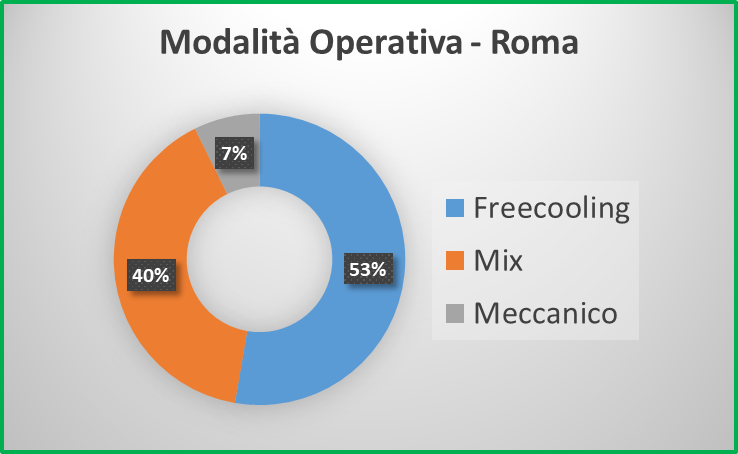 Modalità Operativa - Roma
7%
40%
53%
Freecooling
Mix
Meccanico